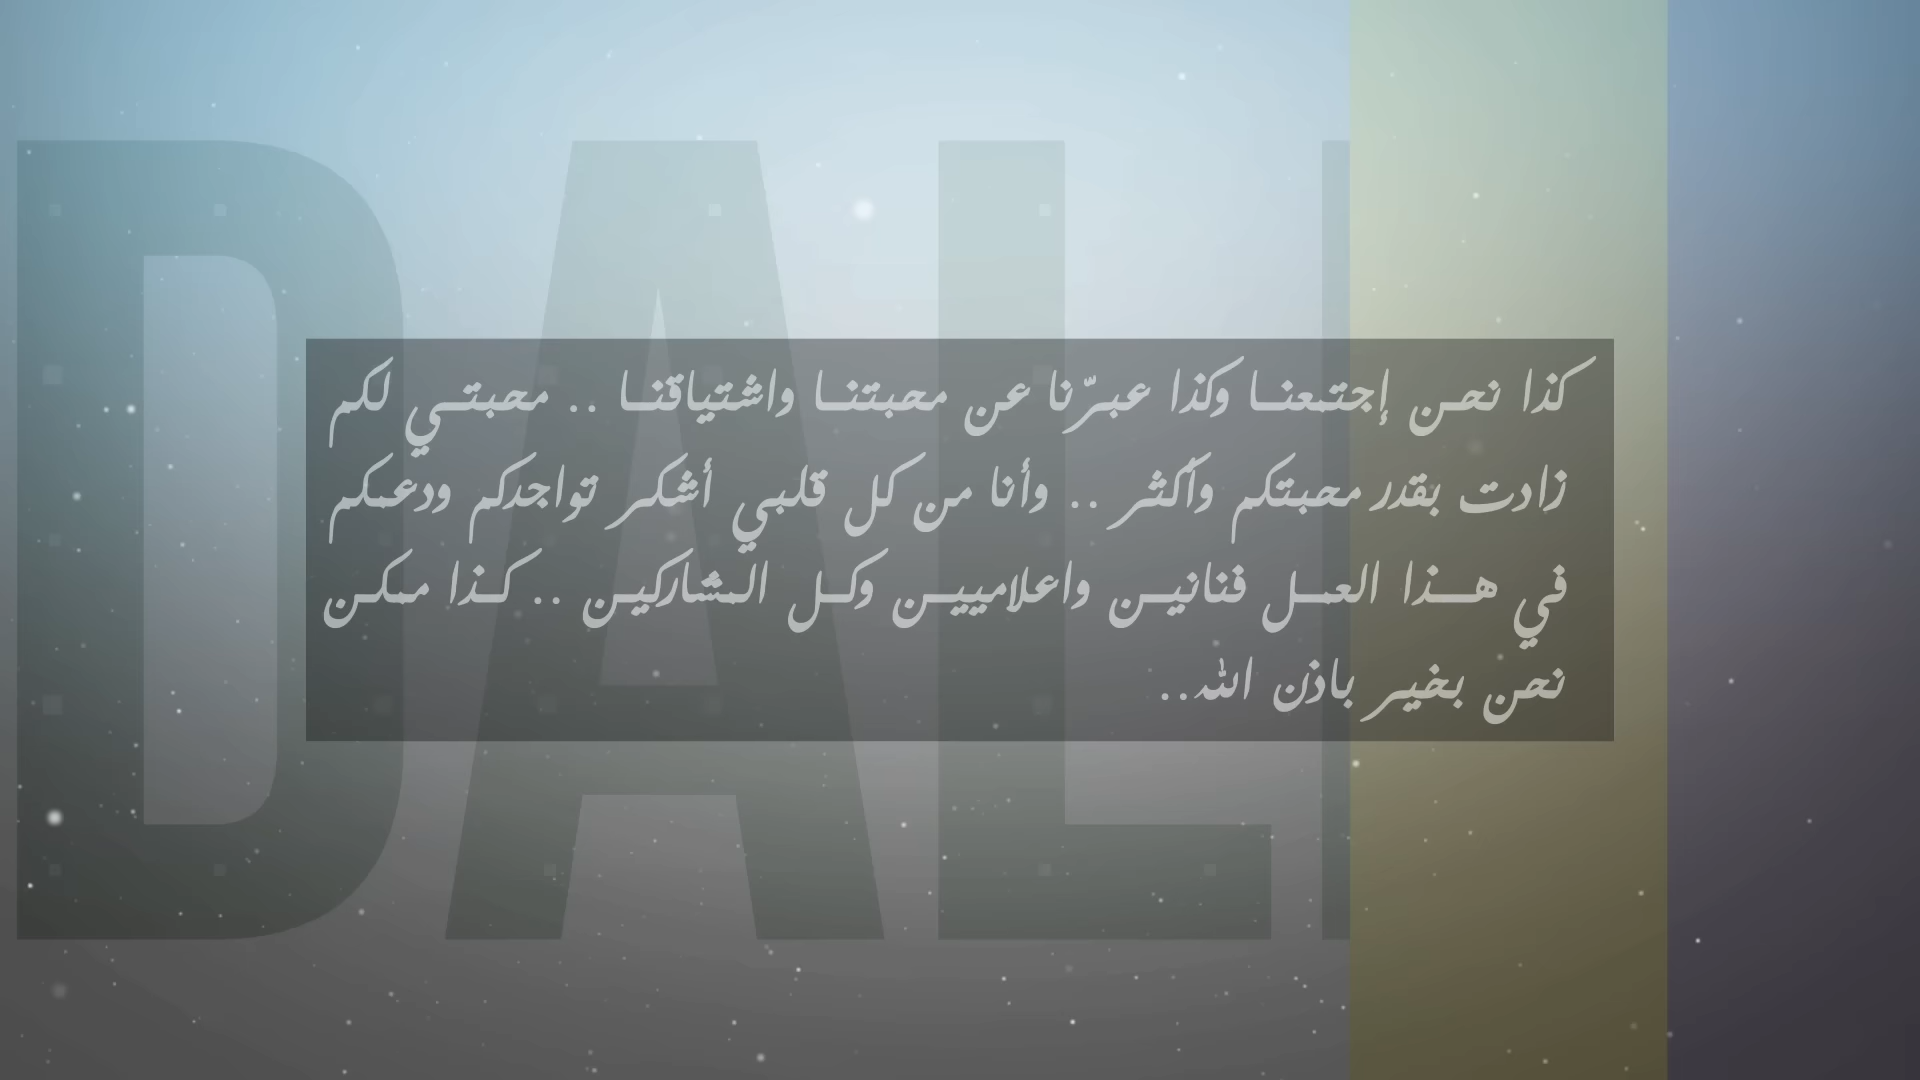 DALI
كذا نحن إجتمعنا وكذا عبرّنا عن محبتنا واشتياقنا .. محبتي لكم
زادت بقدر محبتكم وأكثر .. وأنا من كل قلبي أشكر تواجدكم ودعمكم
في هذا العمل فنانين واعلاميين وكل المشاركين .. كذا ممكن
نحن بخير باذن الله..